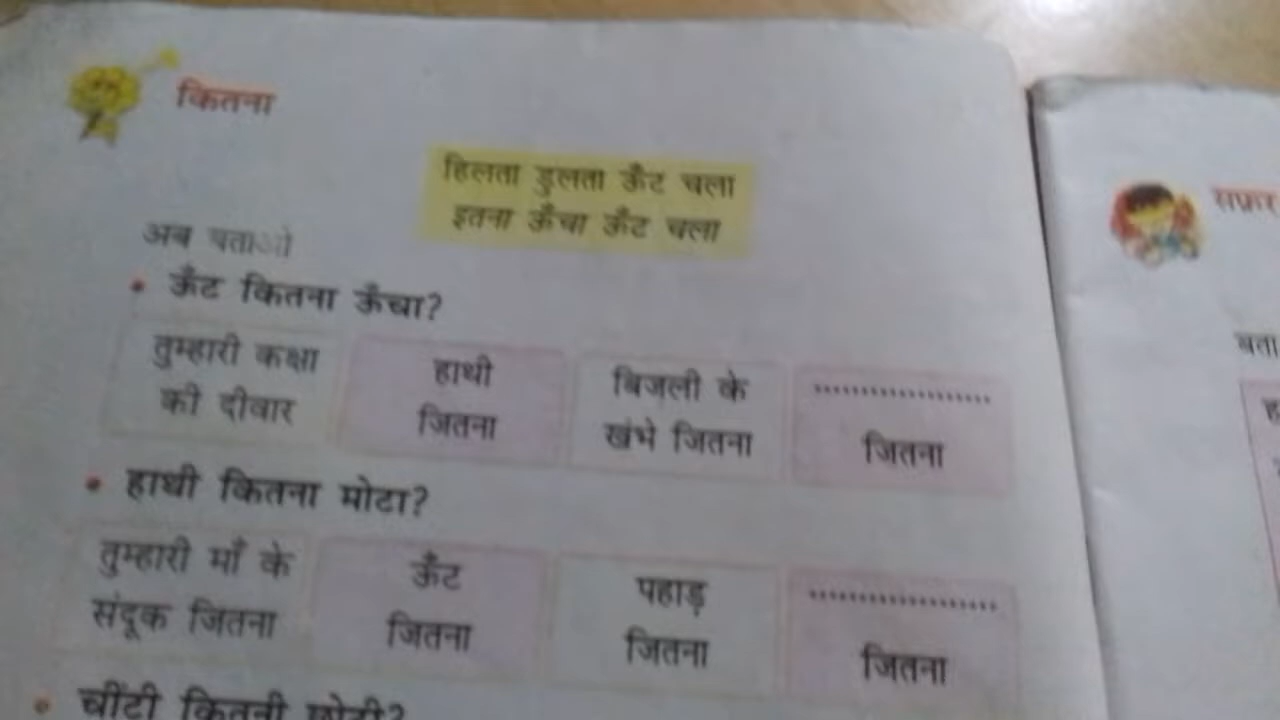 कितना
हिलता डुलता ऊँट चला
इतना ऊँचा ऊँट चला
अब बताओ
• ऊँट कितना ऊँचा?
तुम्हारी कक्षा
की दीवार
हाथी
जितना
बिजली के
खंभे जितना
..................
जितना
• हाथी कितना मोटा?
तुम्हारी माँ के
संदूक जितना
ऊँट
जितना
पहाड़
जितना
...................
जितना
• चींटी कितनी छोटी?
सफ़र